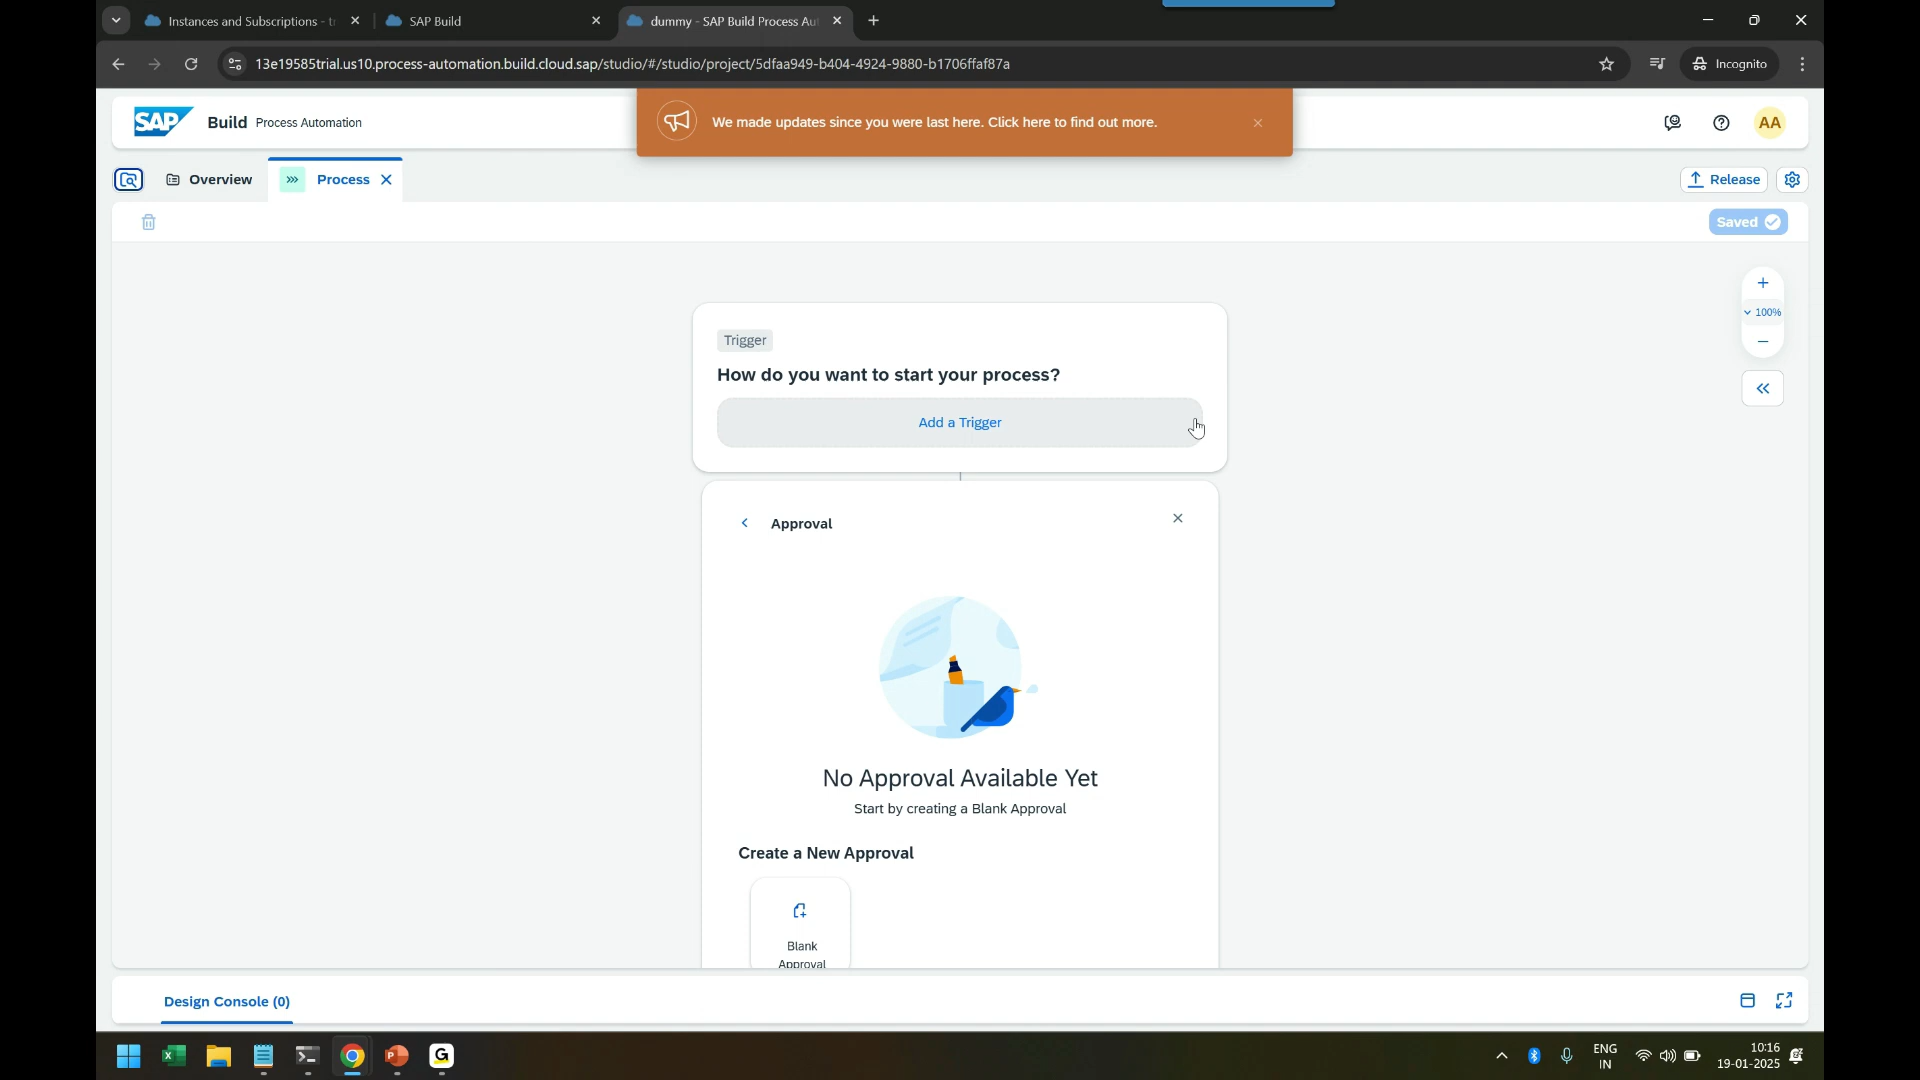 Instances and Subscriptions - t
SAP Build
dummy - SAP Build Process Au
13e19585trial.us10.process-automation.build.cloud.sap/studio/#/studio/project/5dfaa949-b404-4924-9880-b1706ffaf87a
Incognito
SAP
Build Process Automation
We made updates since you were last here. Click here to find out more.
AA
Overview
Process
Release
Saved
100%
Trigger
How do you want to start your process?
Add a Trigger
Approval
No Approval Available Yet
Start by creating a Blank Approval
Create a New Approval
Blank
Approval
Design Console (0)
ENG
IN
10:16
19-01-2025